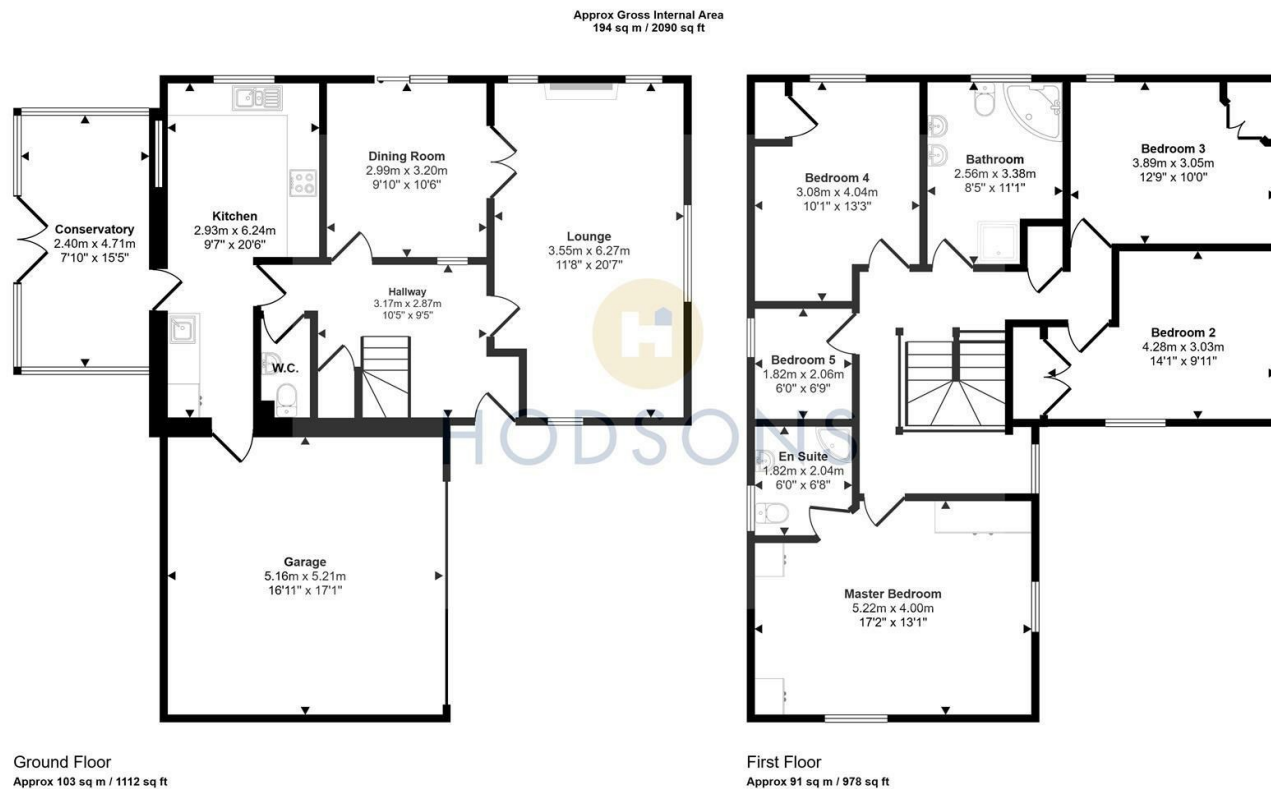 Approx Gross Internal Area
194 sq m / 2090 sq ft
Conservatory
2.40m x 4.71m
7'10" x 15'5"
Kitchen
2.93m x 6.24m
9'7" x 20'6"
Dining Room
2.99m x 3.20m
9'10" x 10'6"
Lounge
3.55m x 6.27m
11'8" x 20'7"
Hallway
3.17m x 2.87m
10'5" x 9'5"
W.C.
Garage
5.16m x 5.21m
16'11" x 17'1"
Bedroom 4
3.08m x 4.04m
10'1" x 13'3"
Bathroom
2.56m x 3.38m
8'5" x 11'1"
Bedroom 3
3.89m x 3.05m
12'9" x 10'0"
Bedroom 2
4.28m x 3.03m
14'1" x 9'11"
Bedroom 5
1.82m x 2.06m
6'0" x 6'9"
En Suite
1.82m x 2.04m
6'0" x 6'8"
Master Bedroom
5.22m x 4.00m
17'2" x 13'1"
H
HODSONS
Ground Floor
Approx 103 sq m / 1112 sq ft
First Floor
Approx 91 sq m / 978 sq ft